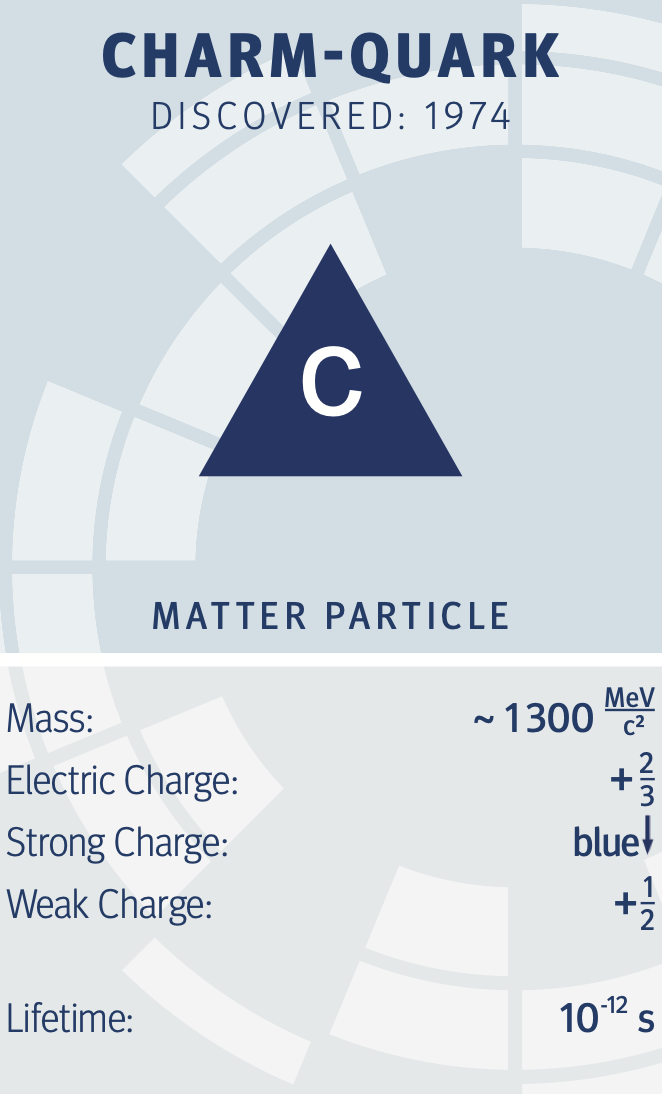 CHARM-QUARK
DISCOVERED: 1974
C
MATTER PARTICLE
Mass: ~ 1300 MeV/c²
Electric Charge: +2/3
Strong Charge: blue↓
Weak Charge: +1/2
Lifetime: 10⁻¹² s